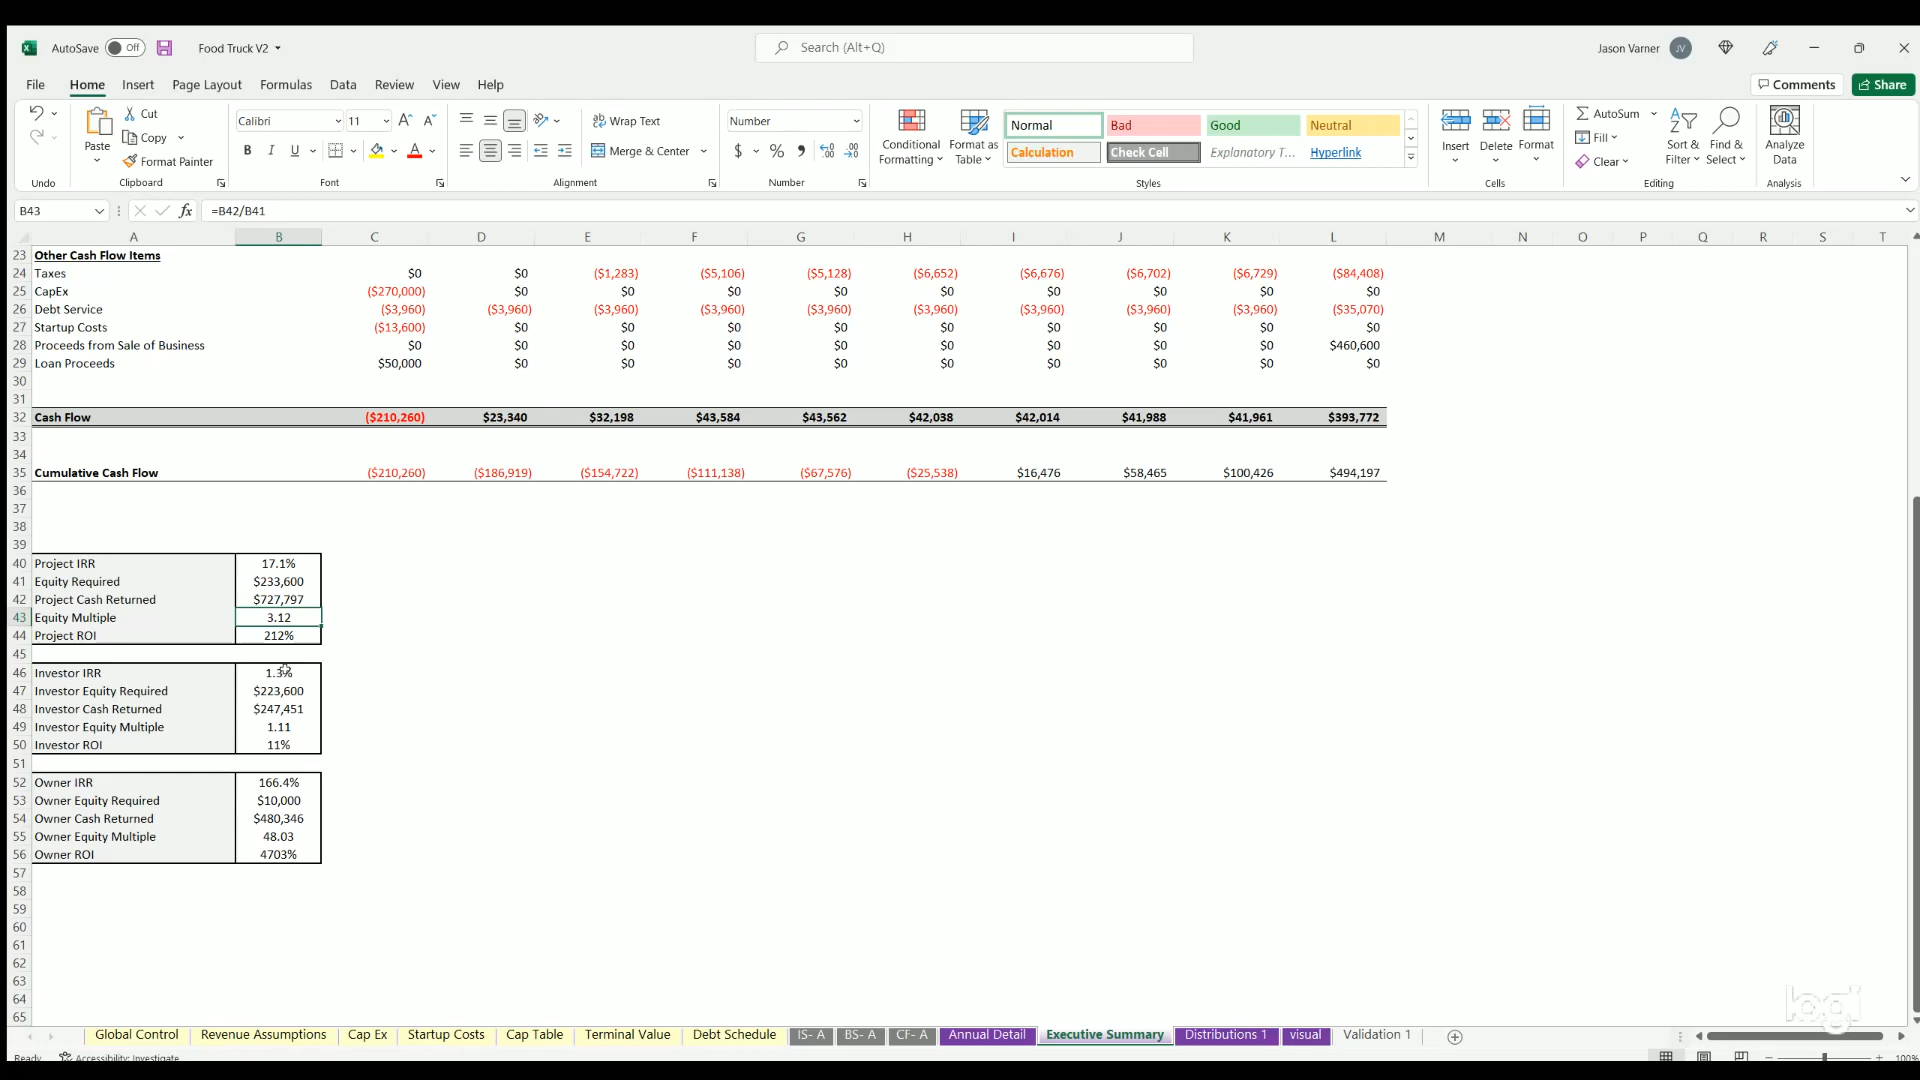 AutoSave Off Food Truck V2 Search (Alt+Q) Jason Varner JV
File Home Insert Page Layout Formulas Data Review View Help Comments Share
Cut Calibri 11 Wrap Text Number Normal Bad Good Neutral AutoSum
Paste Copy Conditional Format as Insert Delete Format Fill Sort & Find & Analyze
Format Painter B I U Merge & Center $ % Formatting Table Calculation Check Cell Explanatory T... Hyperlink Clear Filter Select Data
Undo Clipboard Font Alignment Number Styles Cells Editing Analysis
B43 fx =B42/B41
A B C D E F G H I J K L M N O P Q R S T
23 Other Cash Flow Items
24 Taxes $0 $0 ($1,283) ($5,106) ($5,128) ($6,652) ($6,676) ($6,702) ($6,729) ($84,408)
25 CapEx ($270,000) $0 $0 $0 $0 $0 $0 $0 $0 $0
26 Debt Service ($3,960) ($3,960) ($3,960) ($3,960) ($3,960) ($3,960) ($3,960) ($3,960) ($3,960) ($35,070)
27 Startup Costs ($13,600) $0 $0 $0 $0 $0 $0 $0 $0 $0
28 Proceeds from Sale of Business $0 $0 $0 $0 $0 $0 $0 $0 $0 $460,600
29 Loan Proceeds $50,000 $0 $0 $0 $0 $0 $0 $0 $0 $0
30
31
32 Cash Flow ($210,260) $23,340 $32,198 $43,584 $43,562 $42,038 $42,014 $41,988 $41,961 $393,772
33
34
35 Cumulative Cash Flow ($210,260) ($186,919) ($154,722) ($111,138) ($67,576) ($25,538) $16,476 $58,465 $100,426 $494,197
36
37
38
39
40 Project IRR 17.1%
41 Equity Required $233,600
42 Project Cash Returned $727,797
43 Equity Multiple 3.12
44 Project ROI 212%
45
46 Investor IRR 1.3%
47 Investor Equity Required $223,600
48 Investor Cash Returned $247,451
49 Investor Equity Multiple 1.11
50 Investor ROI 11%
51
52 Owner IRR 166.4%
53 Owner Equity Required $10,000
54 Owner Cash Returned $480,346
55 Owner Equity Multiple 48.03
56 Owner ROI 4703%
57
58
59
60
61
62
63
64
65
logi
Global Control Revenue Assumptions Cap Ex Startup Costs Cap Table Terminal Value Debt Schedule IS- A BS- A CF- A Annual Detail Executive Summary Distributions 1 visual Validation 1
Ready Accessibility: Investigate 100%